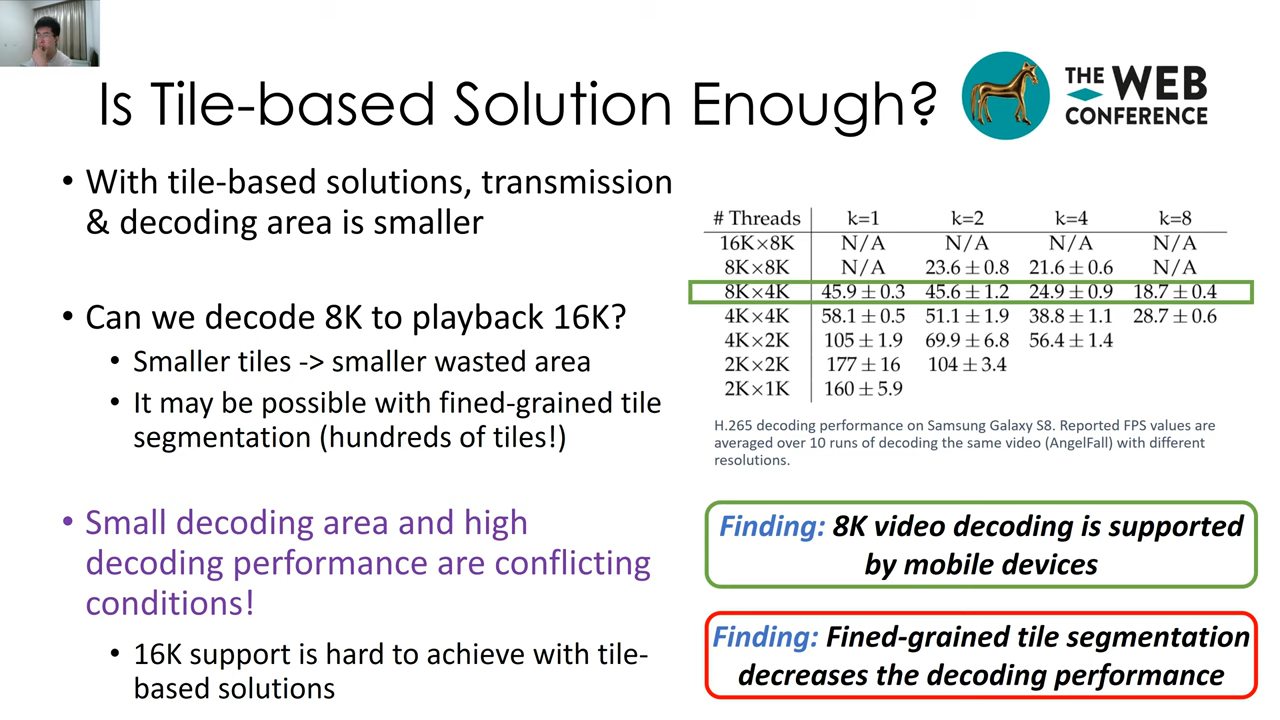 Is Tile-based Solution Enough?
THE WEB
CONFERENCE
• With tile-based solutions, transmission
& decoding area is smaller
• Can we decode 8K to playback 16K?
• Smaller tiles -> smaller wasted area
• It may be possible with fined-grained tile
segmentation (hundreds of tiles!)
• Small decoding area and high
decoding performance are conflicting
conditions!
• 16K support is hard to achieve with tile-
based solutions
# Threads k=1 k=2 k=4 k=8
16K×8K N/A N/A N/A N/A
8K×8K N/A 23.6 ± 0.8 21.6 ± 0.6 N/A
8K×4K 45.9 ± 0.3 45.6 ± 1.2 24.9 ± 0.9 18.7 ± 0.4
4K×4K 58.1 ± 0.5 51.1 ± 1.9 38.8 ± 1.1 28.7 ± 0.6
4K×2K 105 ± 1.9 69.9 ± 6.8 56.4 ± 1.4
2K×2K 177 ± 16 104 ± 3.4
2K×1K 160 ± 5.9
H.265 decoding performance on Samsung Galaxy S8. Reported FPS values are
averaged over 10 runs of decoding the same video (AngelFall) with different
resolutions.
Finding: 8K video decoding is supported
by mobile devices
Finding: Fined-grained tile segmentation
decreases the decoding performance